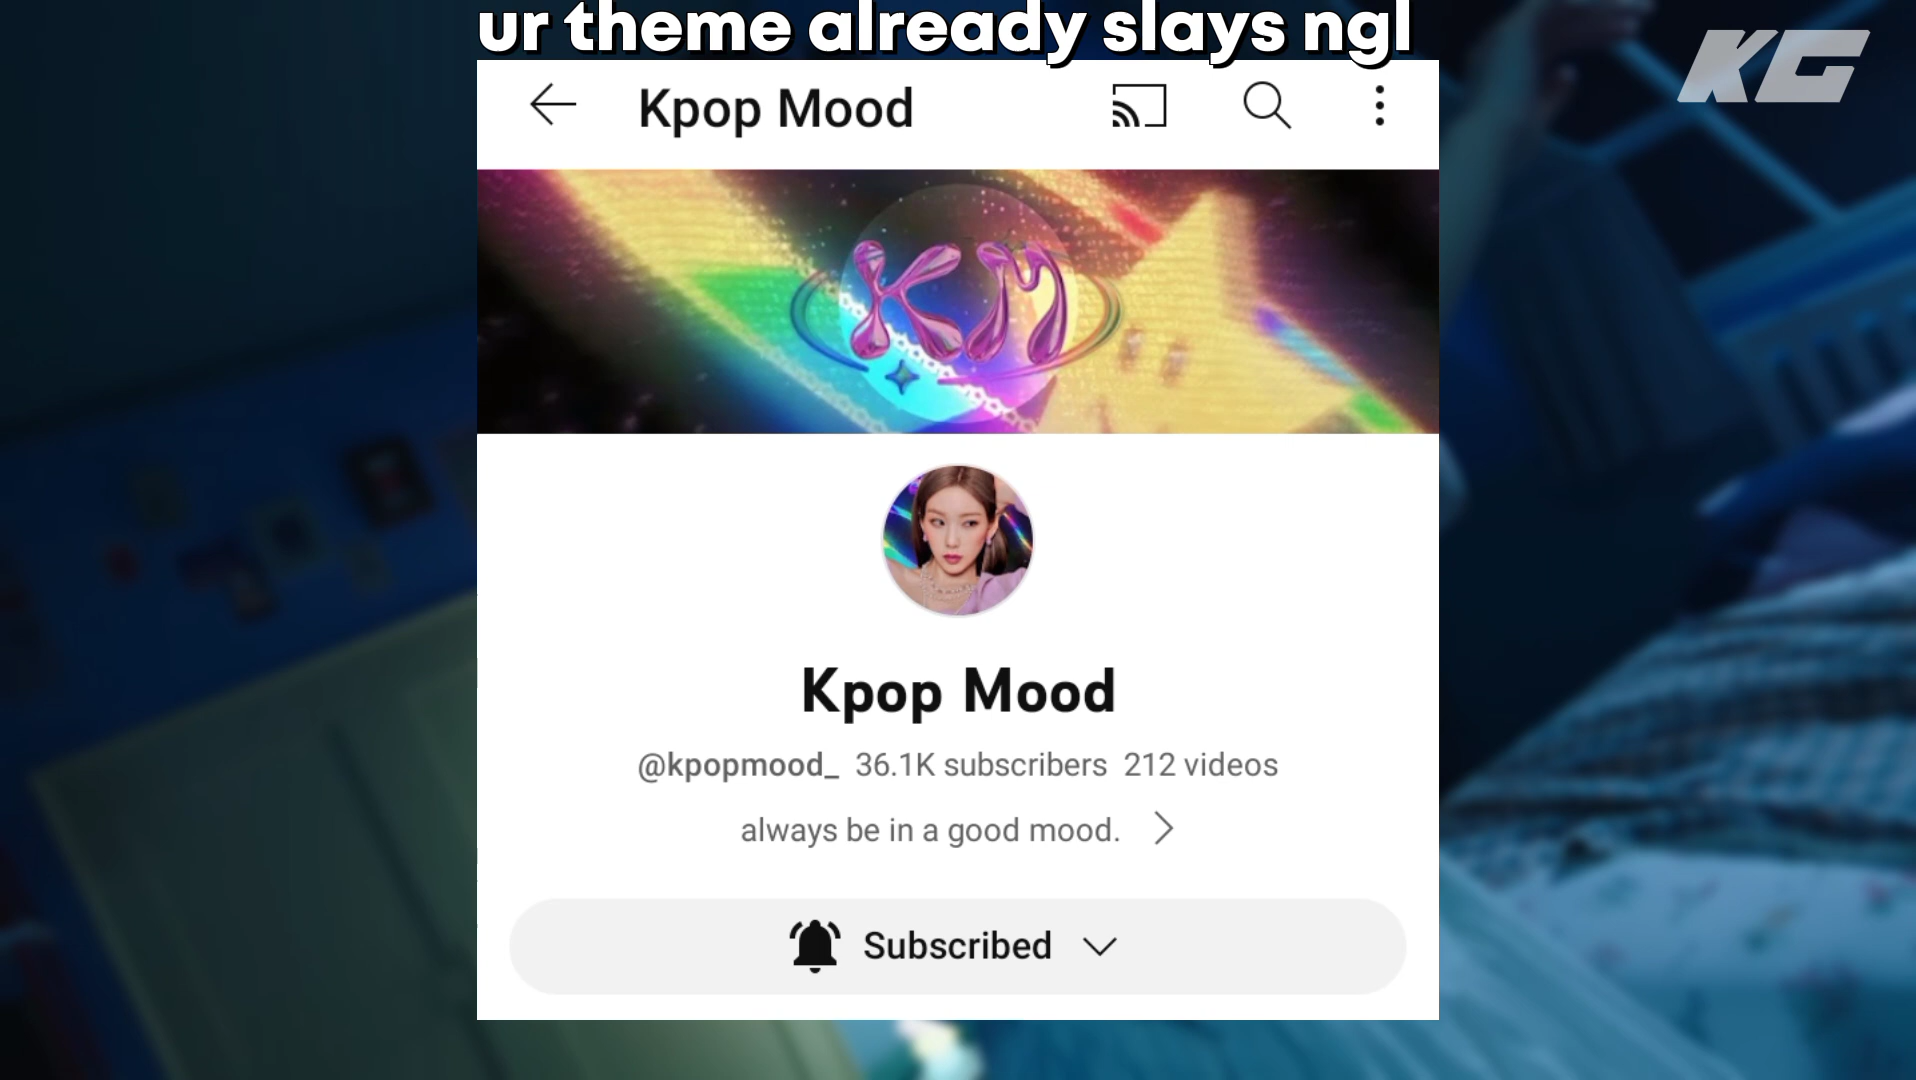 ur theme already slays ngl
KG
Kpop Mood
KM
Kpop Mood
@kpopmood_ 36.1K subscribers 212 videos
always be in a good mood.
Subscribed